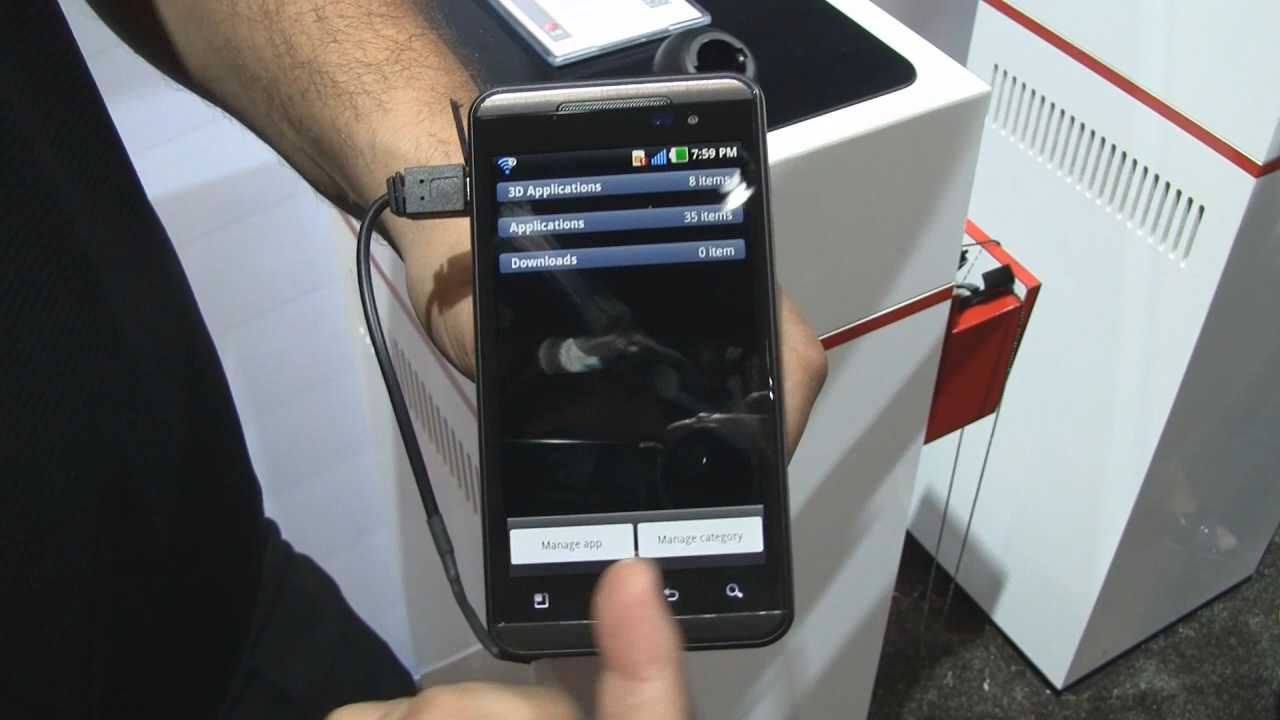 7:59 PM
3D Applications 8 items
Applications 35 items
Downloads 0 item
Manage app Manage category